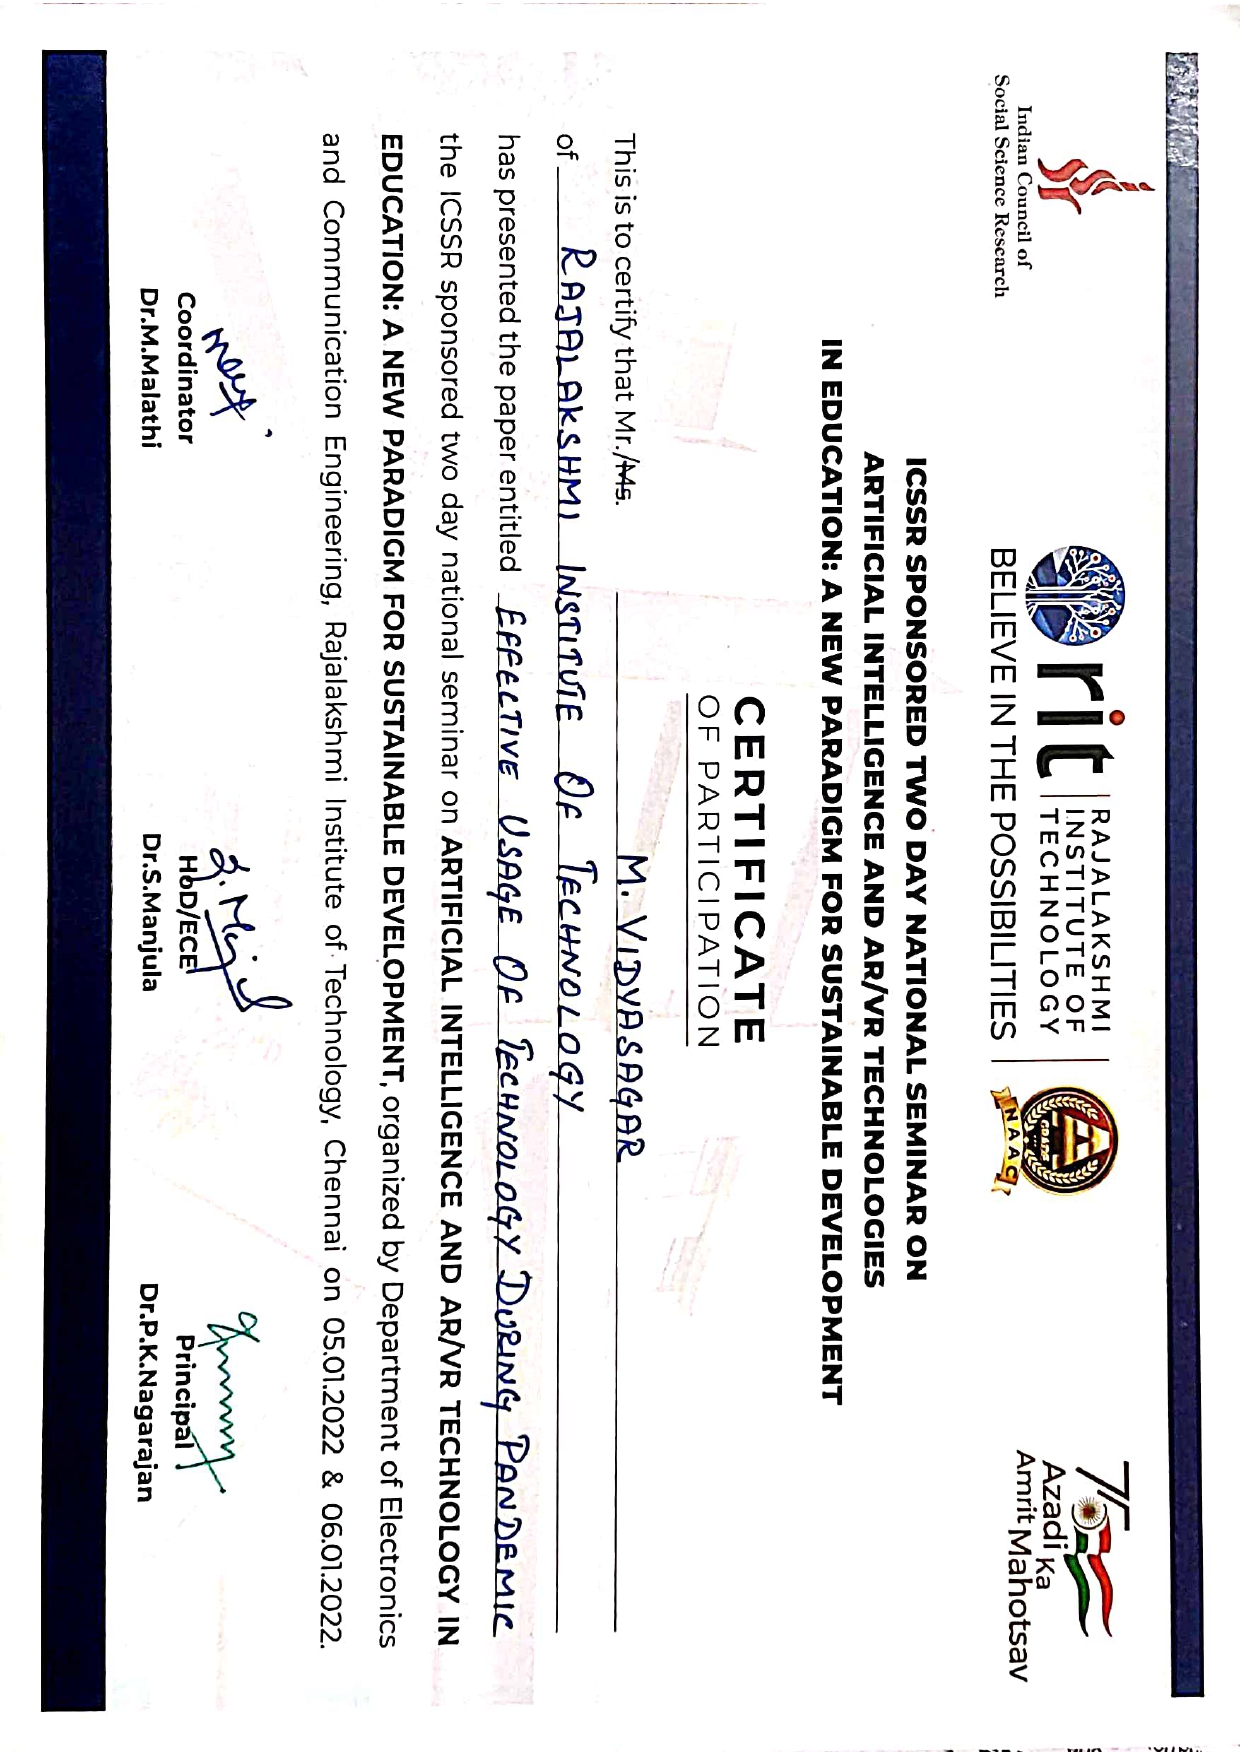 Indian Council of
Social Science Research
rit
RAJALAKSHMI
INSTITUTE OF
TECHNOLOGY
BELIEVE IN THE POSSIBILITIES
GRADE
NAAC
75
Azadi Ka
Amrit Mahotsav
ICSSR SPONSORED TWO DAY NATIONAL SEMINAR ON
ARTIFICIAL INTELLIGENCE AND AR/VR TECHNOLOGIES
IN EDUCATION: A NEW PARADIGM FOR SUSTAINABLE DEVELOPMENT
CERTIFICATE
OF PARTICIPATION
This is to certify that Mr./Ms. M. VIDYASAGAR
of RAJALAKSHMI INSTITUTE OF TECHNOLOGY
has presented the paper entitled EFFECTIVE USAGE OF TECHNOLOGY DURING PANDEMIC
the ICSSR sponsored two day national seminar on ARTIFICIAL INTELLIGENCE AND AR/VR TECHNOLOGY IN
EDUCATION: A NEW PARADIGM FOR SUSTAINABLE DEVELOPMENT, organized by Department of Electronics
and Communication Engineering, Rajalakshmi Institute of Technology, Chennai on 05.01.2022 & 06.01.2022.
Coordinator
Dr.M.Malathi
S. Manjul
HOD/ECE
Dr.S.Manjula
Principal
Dr.P.K.Nagarajan